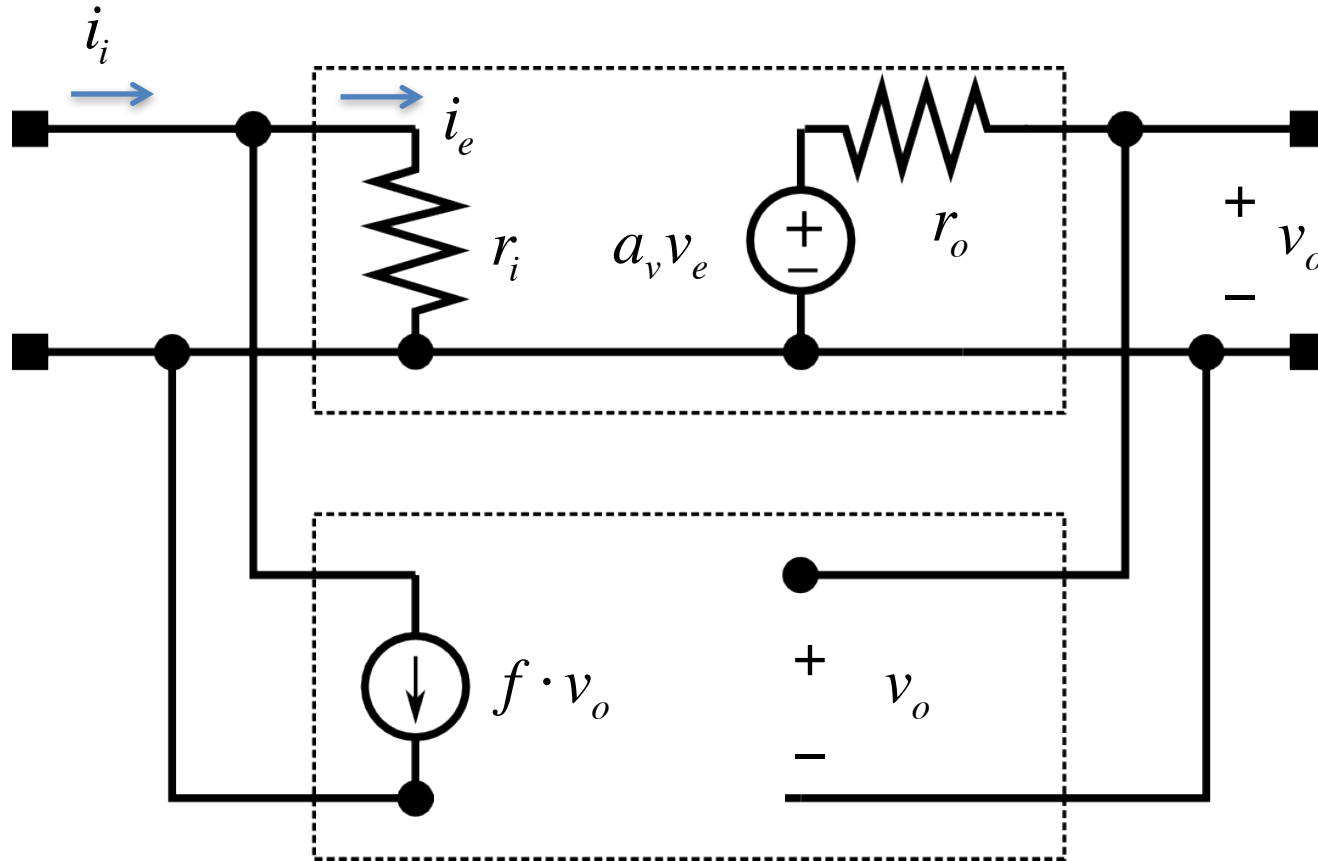 i_i
i_e
r_i
a_v v_e
+
−
r_o
+
v_o
−
f · v_o
+
v_o
−